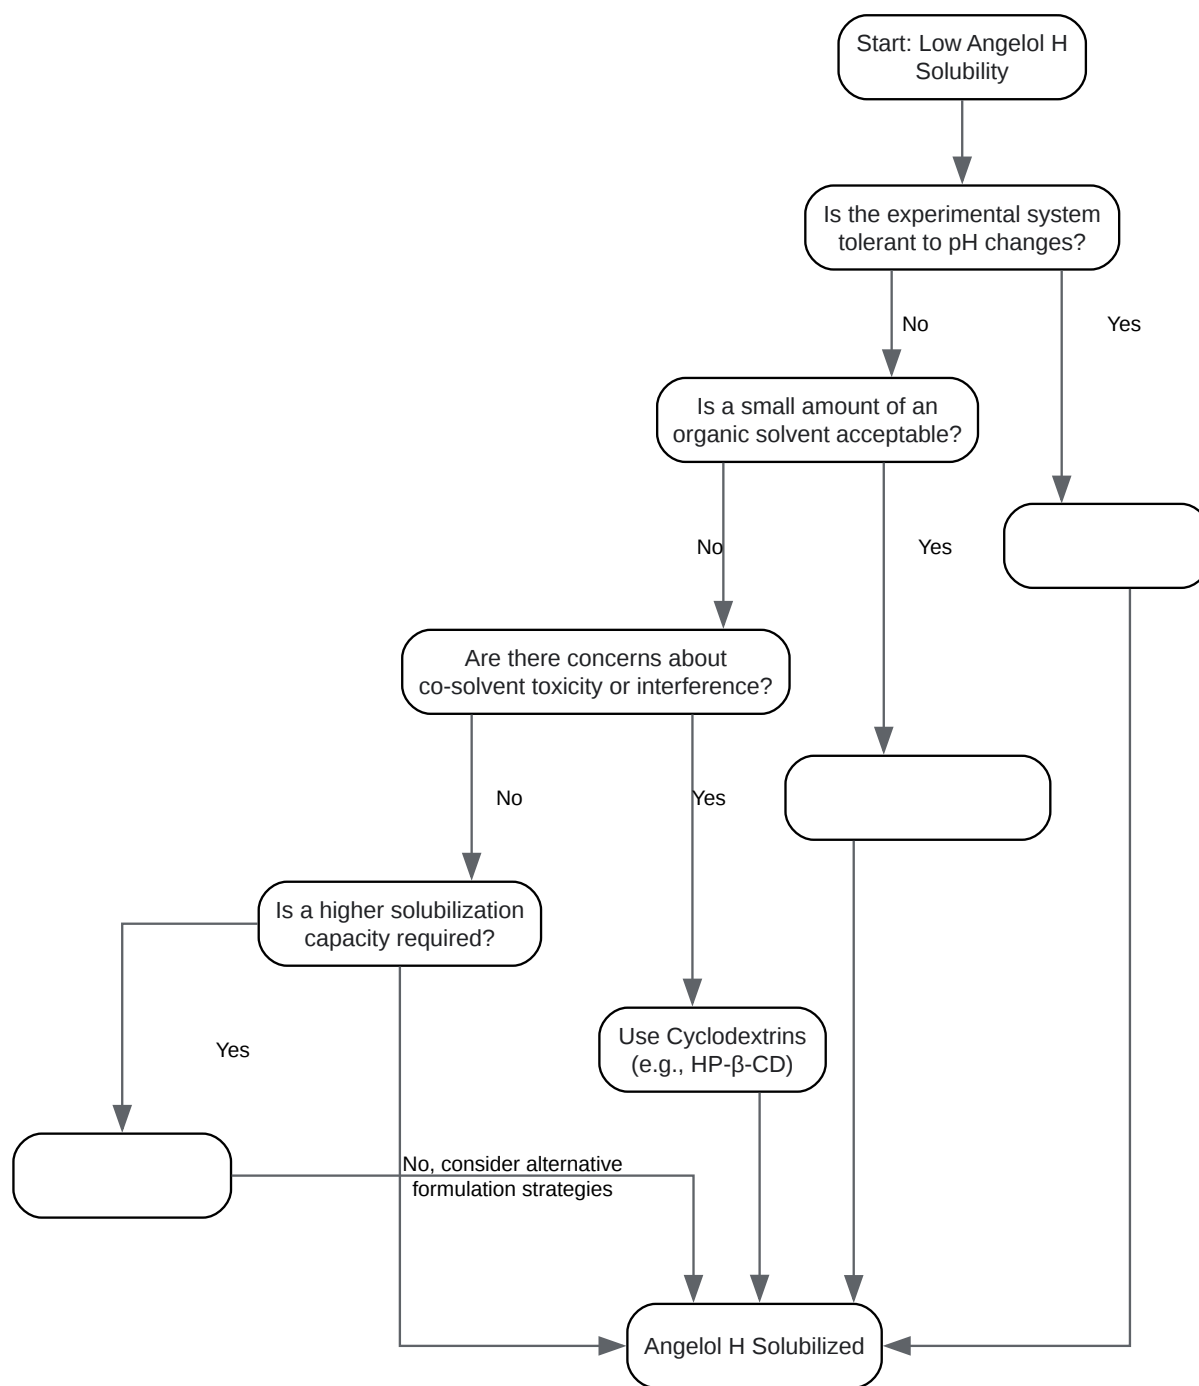 Start: Low Angelol H
Solubility
Is the experimental system
tolerant to pH changes?
No
Yes
Is a small amount of an
organic solvent acceptable?
No
Yes
Are there concerns about
co-solvent toxicity or interference?
No
Yes
Is a higher solubilization
capacity required?
Use Cyclodextrins
(e.g., HP-β-CD)
Yes
No, consider alternative
formulation strategies
Angelol H Solubilized